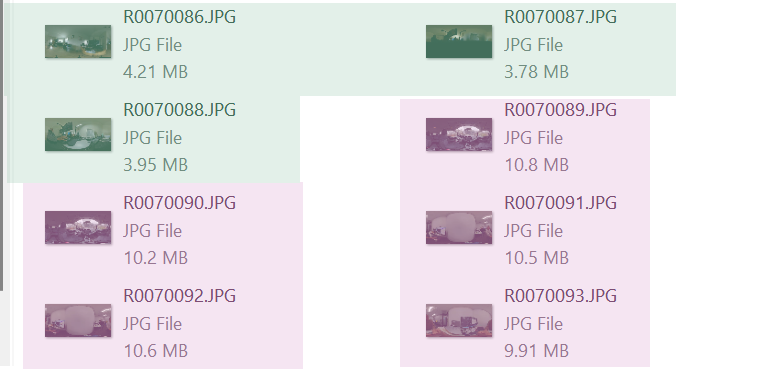 R0070086.JPG
JPG File
4.21 MB
R0070087.JPG
JPG File
3.78 MB
R0070088.JPG
JPG File
3.95 MB
R0070089.JPG
JPG File
10.8 MB
R0070090.JPG
JPG File
10.2 MB
R0070091.JPG
JPG File
10.5 MB
R0070092.JPG
JPG File
10.6 MB
R0070093.JPG
JPG File
9.91 MB